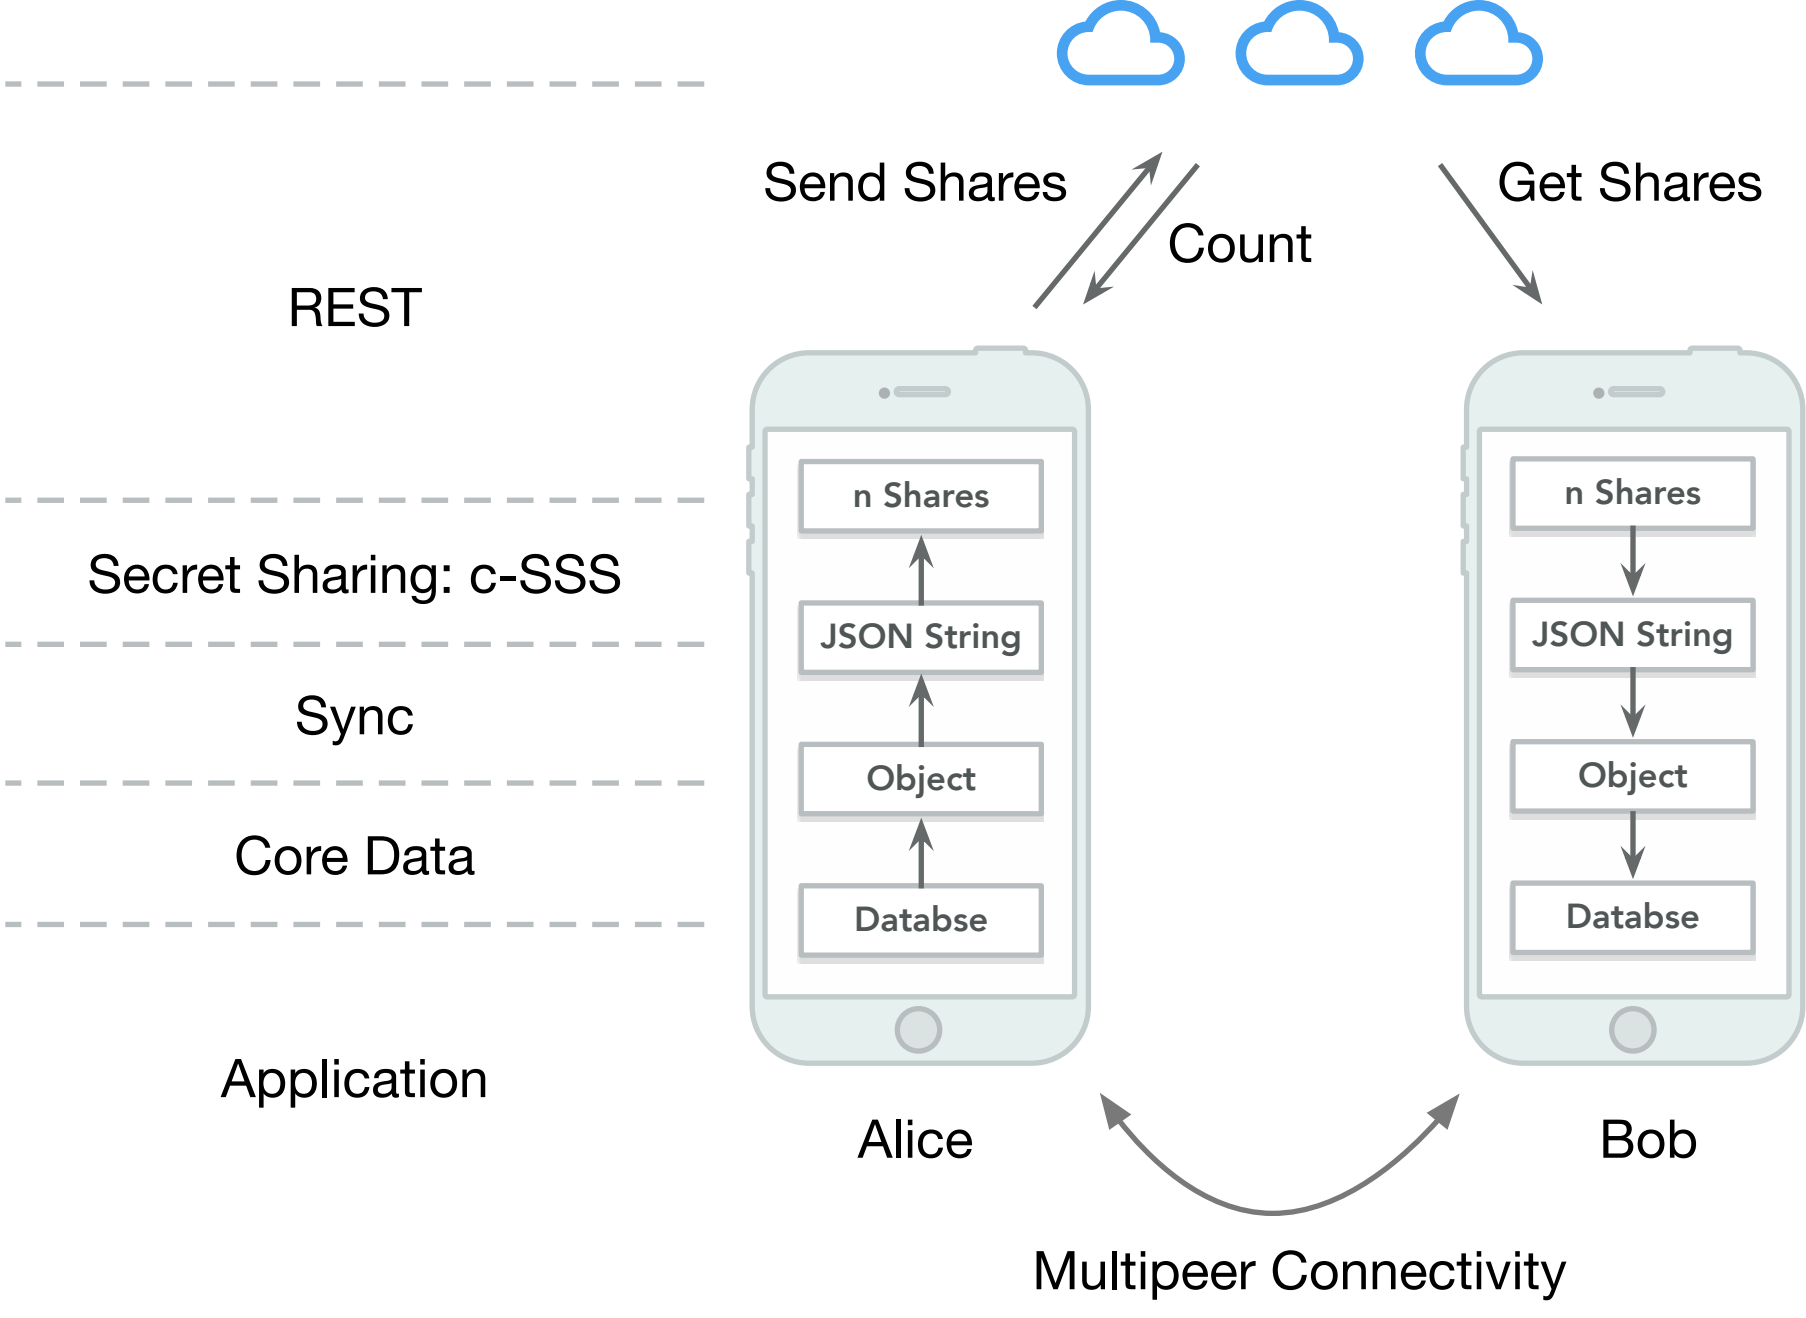 Send Shares
Count
Get Shares
REST
Secret Sharing: c-SSS
Sync
Core Data
Application
n Shares
JSON String
Object
Databse
Alice
n Shares
JSON String
Object
Databse
Bob
Multipeer Connectivity